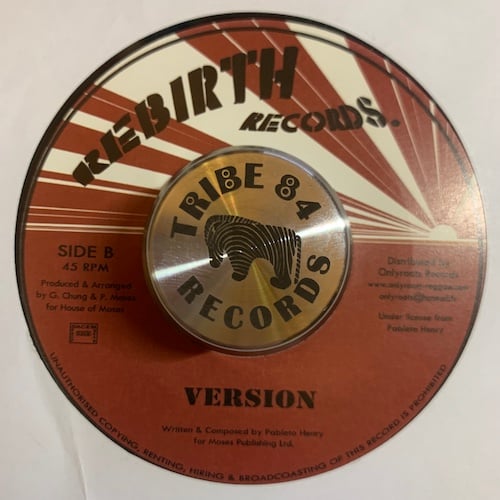 REBIRTH
RECORDS.
TRIBE 84
RECORDS
SIDE B
45 RPM
Produced & Arranged
by G. Chung & P. Moses
for House of Moses
Distributed by
Onlyroots Records
www.onlyroots-reggae.com
onlyroots@hotmail.fr
Under license from
Pableto Henry
SACEM
VERSION
Written & Composed by Pableto Henry
for Moses Publishing Ltd.
UNAUTHORISED COPYING, RENTING, HIRING & BROADCOASTING OF THIS RECORD IS PROHIBITED